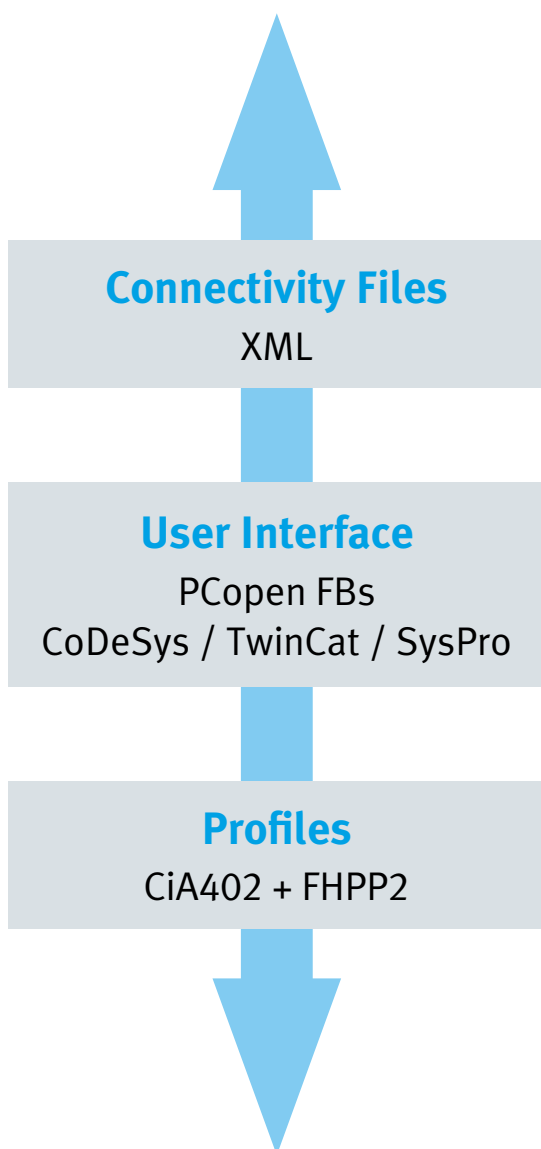 Connectivity Files
XML
User Interface
PCopen FBs
CoDeSys / TwinCat / SysPro
Profiles
CiA402 + FHPP2